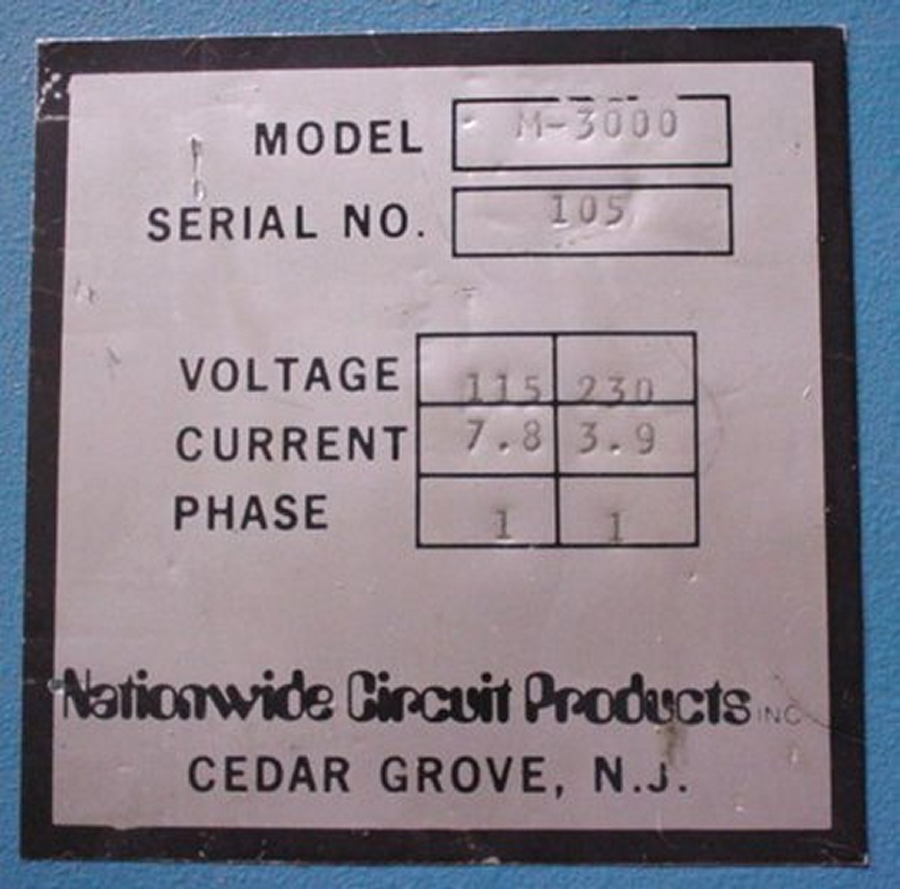 MODEL M-3000
SERIAL NO. 105
VOLTAGE 115 230
CURRENT 7.8 3.9
PHASE 1 1
Nationwide Circuit Products INC
CEDAR GROVE, N.J.